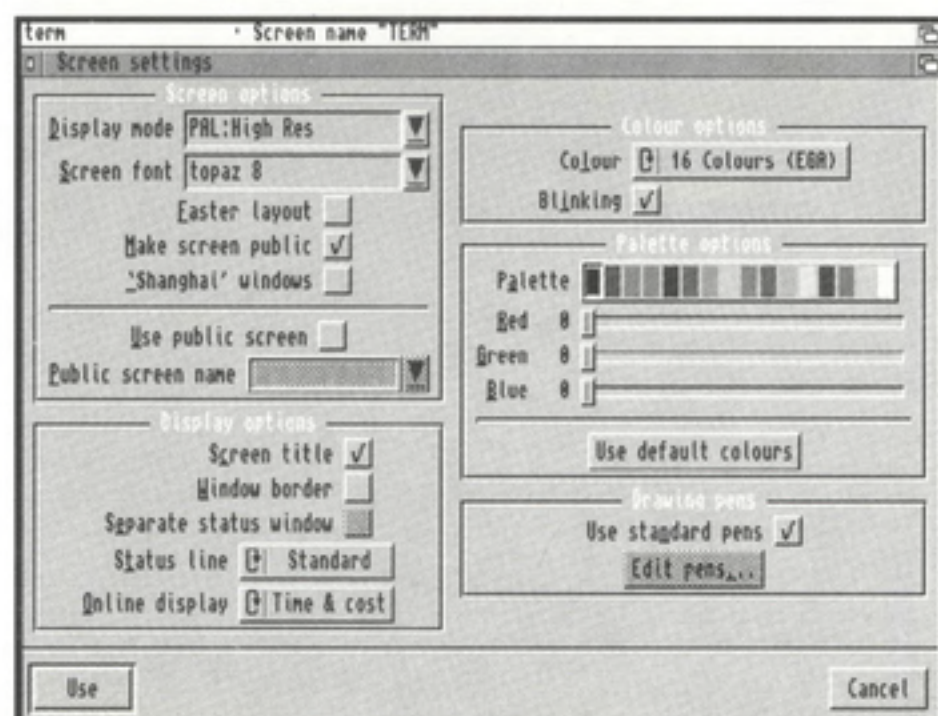 term · Screen name "TERM"
Screen settings
Screen options
Display mode PAL:High Res
Screen font topaz 8
Faster layout
Make screen public
'Shanghai' windows
Use public screen
Public screen name
Display options
Screen title
Window border
Separate status window
Status line Standard
Online display Time & cost
Colour options
Colour 16 Colours (EGA)
Blinking
Palette options
Palette
Red 0
Green 0
Blue 0
Use default colours
Drawing pens
Use standard pens
Edit pens...
Use
Cancel